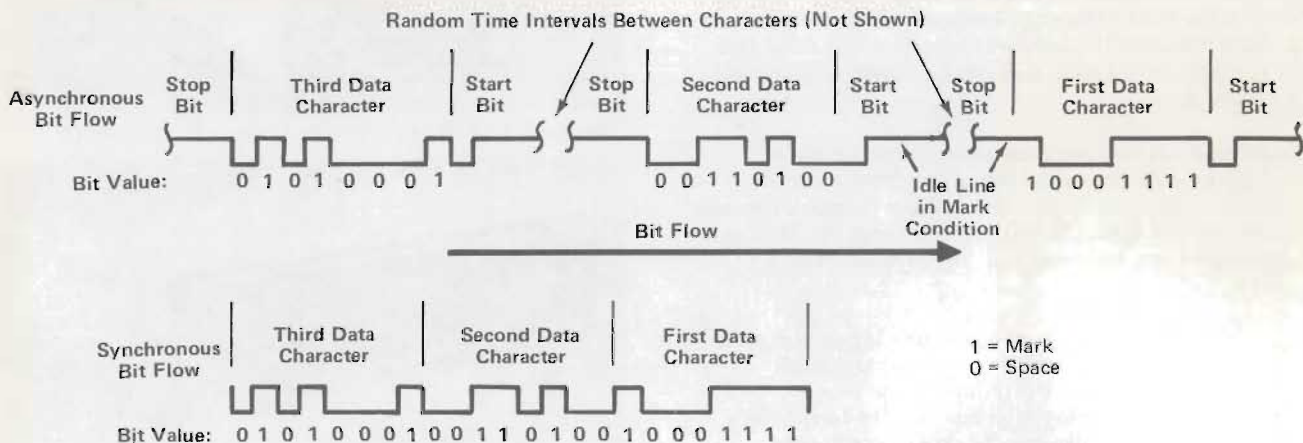 Random Time Intervals Between Characters (Not Shown)
Asynchronous
Bit Flow
Stop
Bit
Third Data
Character
Start
Bit
Stop
Bit
Second Data
Character
Start
Bit
Stop
Bit
First Data
Character
Start
Bit
Bit Value:
0 1 0 1 0 0 0 1
0 0 1 1 0 1 0 0
1 0 0 0 1 1 1 1
Idle Line
in Mark
Condition
Bit Flow
Synchronous
Bit Flow
Third Data
Character
Second Data
Character
First Data
Character
1 = Mark
0 = Space
Bit Value: 0 1 0 1 0 0 0 1 0 0 1 1 0 1 0 0 1 0 0 0 1 1 1 1